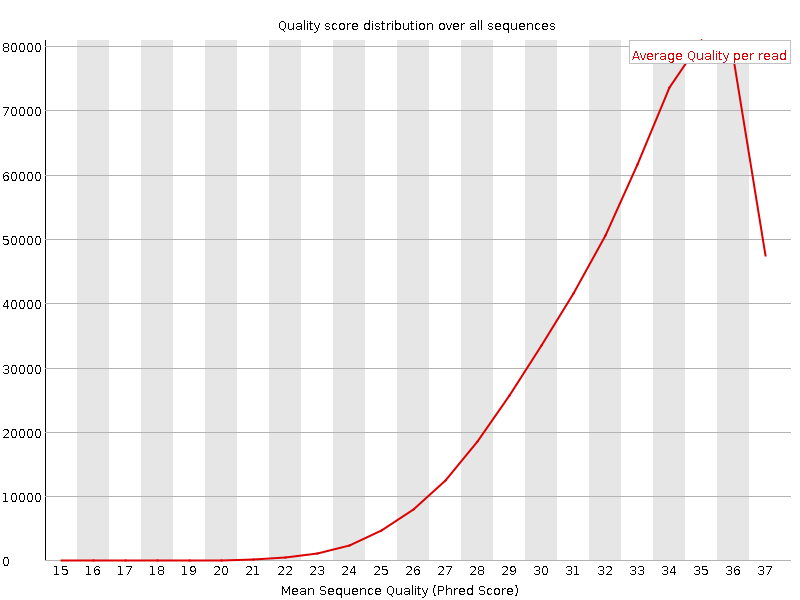 Quality score distribution over all sequences
Average Quality per read
80000
70000
60000
50000
40000
30000
20000
10000
0
15 16 17 18 19 20 21 22 23 24 25 26 27 28 29 30 31 32 33 34 35 36 37
Mean Sequence Quality (Phred Score)